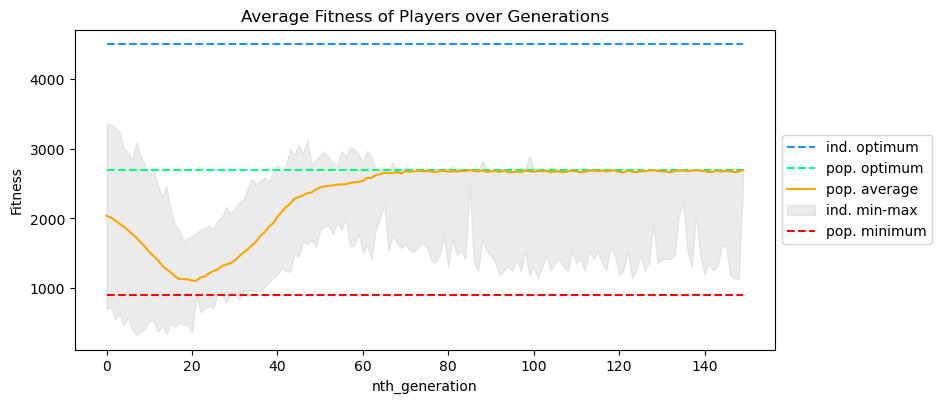 Average Fitness of Players over Generations
Fitness
4000
3000
2000
1000
0
20
40
60
80
100
120
140
nth_generation
ind. optimum
pop. optimum
pop. average
ind. min-max
pop. minimum